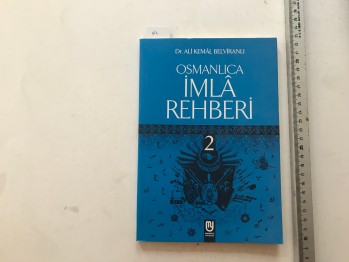 Dr. ALİ KEMÂL BELVİRANLI
OSMANLICA
İMLÂ
REHBERİ
2